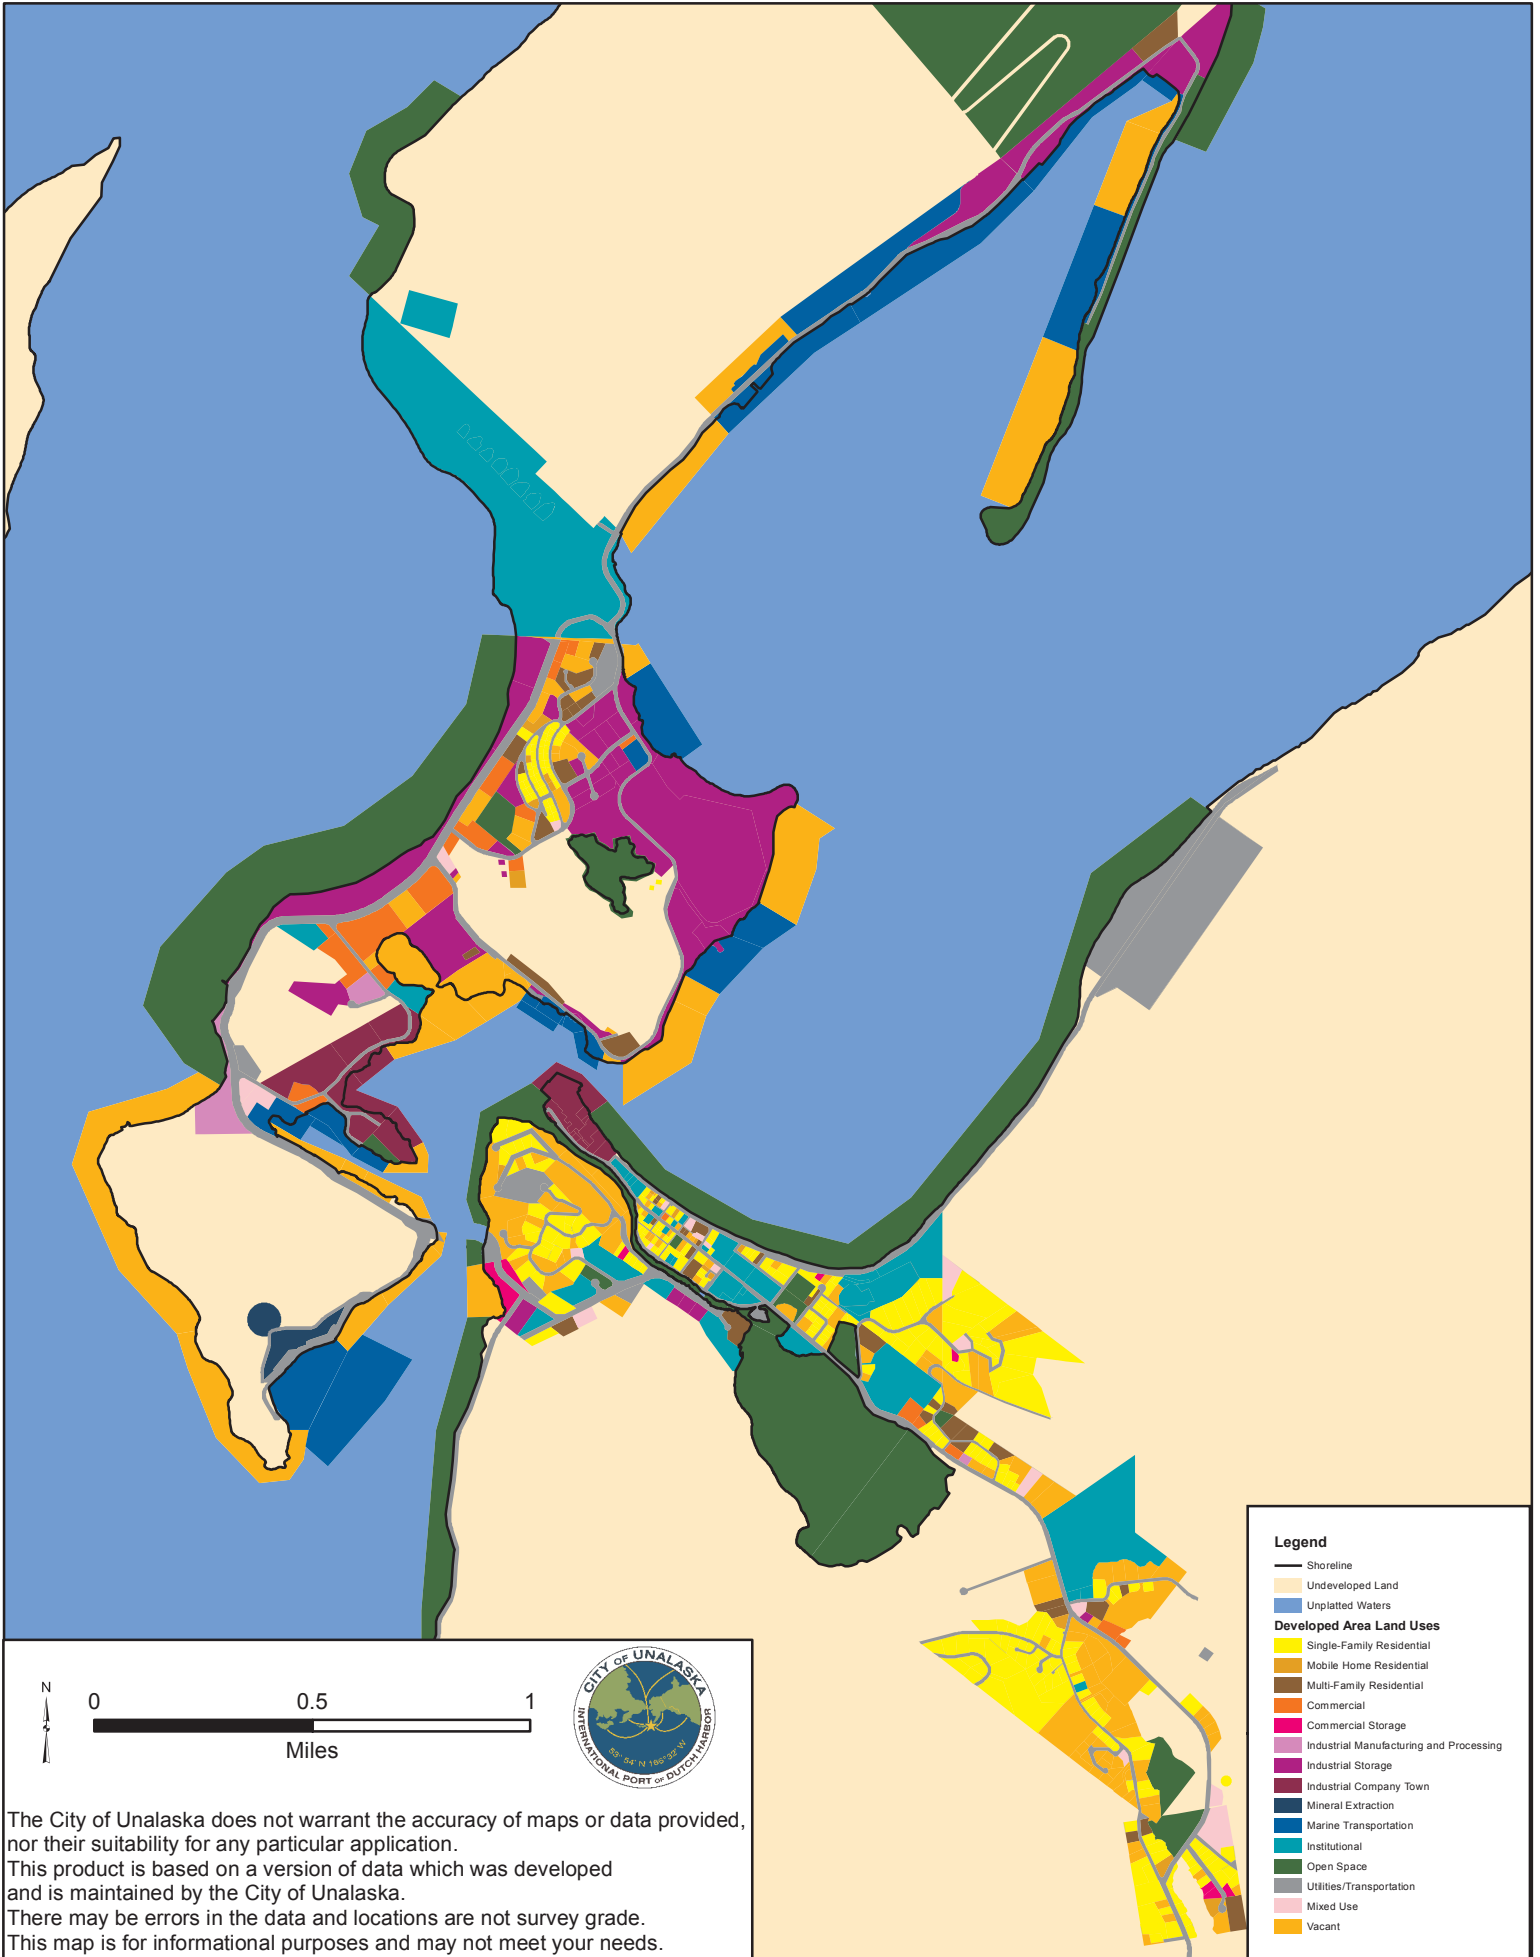 Legend
Shoreline
Undeveloped Land
Unplatted Waters
Developed Area Land Uses
Single-Family Residential
Mobile Home Residential
Multi-Family Residential
Commercial
Commercial Storage
Industrial Manufacturing and Processing
Industrial Storage
Industrial Company Town
Mineral Extraction
Marine Transportation
Institutional
Open Space
Utilities/Transportation
Mixed Use
Vacant
N
0 0.5 1
Miles
CITY OF UNALASKA
53° 54' N 166° 32' W
INTERNATIONAL PORT OF DUTCH HARBOR
The City of Unalaska does not warrant the accuracy of maps or data provided,
nor their suitability for any particular application.
This product is based on a version of data which was developed
and is maintained by the City of Unalaska.
There may be errors in the data and locations are not survey grade.
This map is for informational purposes and may not meet your needs.